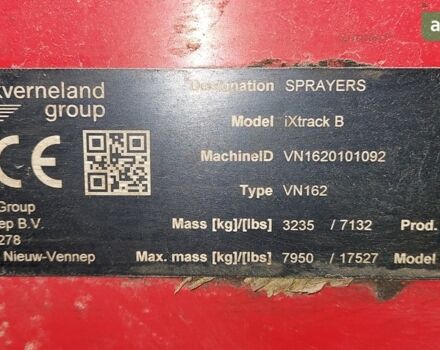 kverneland
group
Designation SPRAYERS
Model iXtrack B
MachineID VN1620101092
Type VN162
Group
ep B.V. Mass [kg]/[lbs] 3235 / 7132 Prod.
278
Nieuw-Vennep Max. mass [kg]/[lbs] 7950 / 17527 Model
CE
a